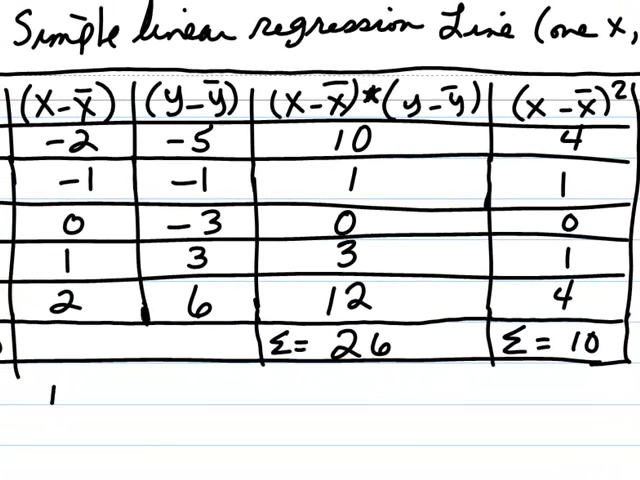 Simple linear regression Line (one x,
(x-x̄) (y-ȳ) (x-x̄)*(y-ȳ) (x-x̄)²
-2 -5 10 4
-1 -1 1 1
0 -3 0 0
1 3 3 1
2 6 12 4
Σ= 26 Σ= 10
1